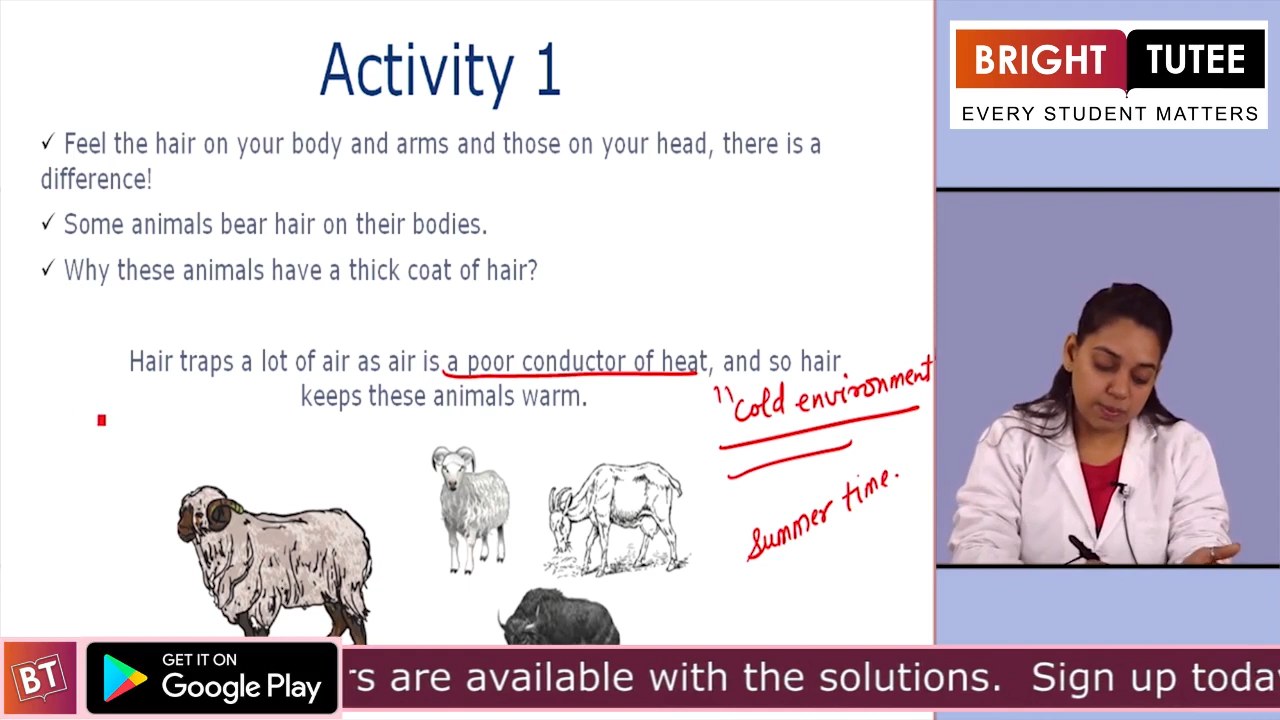 Activity 1
BRIGHT TUTEE
EVERY STUDENT MATTERS
✓ Feel the hair on your body and arms and those on your head, there is a
difference!
✓ Some animals bear hair on their bodies.
✓ Why these animals have a thick coat of hair?
Hair traps a lot of air as air is a poor conductor of heat, and so hair
keeps these animals warm.
"cold environment"
Summer time.
BT
GET IT ON
Google Play
are available with the solutions. Sign up